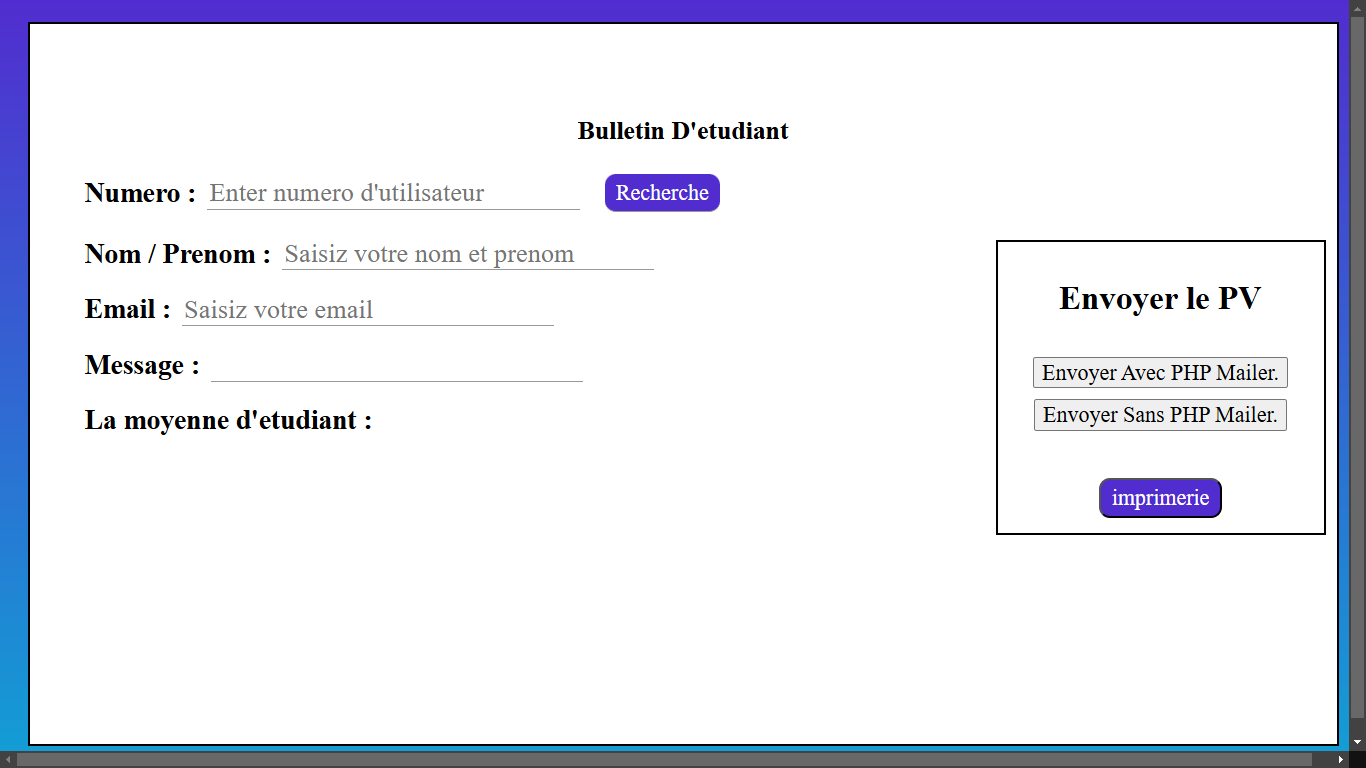 Bulletin D'etudiant
Numero : Enter numero d'utilisateur Recherche
Nom / Prenom : Saisiz votre nom et prenom
Email : Saisiz votre email
Message :
La moyenne d'etudiant :
Envoyer le PV
Envoyer Avec PHP Mailer.
Envoyer Sans PHP Mailer.
imprimerie